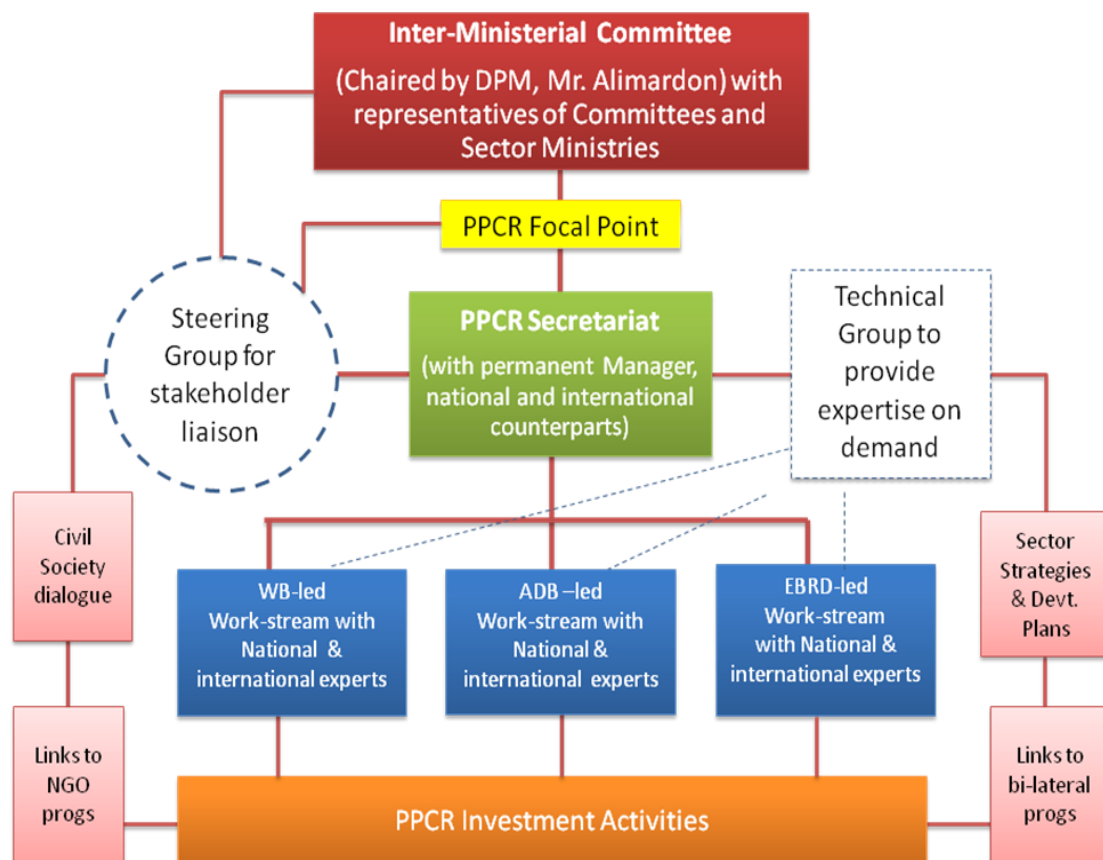 Inter-Ministerial Committee
(Chaired by DPM, Mr. Alimardon) with
representatives of Committees and
Sector Ministries
PPCR Focal Point
Steering
Group for
stakeholder
liaison
PPCR Secretariat
(with permanent Manager,
national and international
counterparts)
Technical
Group to
provide
expertise on
demand
Civil
Society
dialogue
WB-led
Work-stream with
National &
international experts
ADB –led
Work-stream with
National &
international experts
EBRD-led
Work-stream
with National &
international experts
Sector
Strategies
& Devt.
Plans
Links to
NGO
progs
PPCR Investment Activities
Links to
bi-lateral
progs